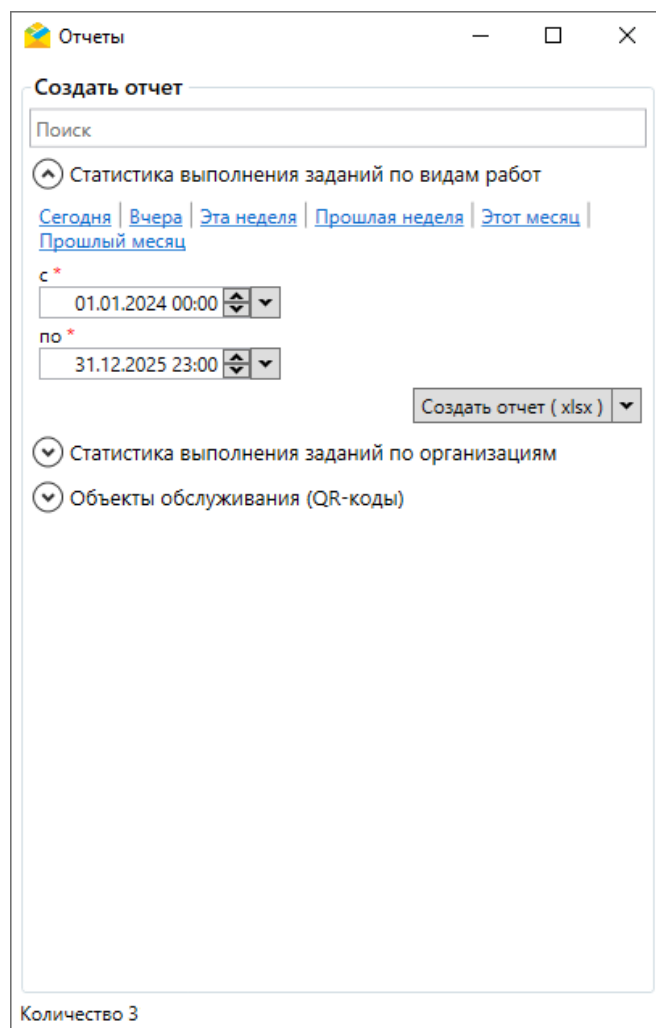 Отчеты
Создать отчет
Поиск
Статистика выполнения заданий по видам работ
Сегодня | Вчера | Эта неделя | Прошлая неделя | Этот месяц |
Прошлый месяц
с *
01.01.2024 00:00
по *
31.12.2025 23:00
Создать отчет ( xlsx )
Статистика выполнения заданий по организациям
Объекты обслуживания (QR-коды)
Количество 3